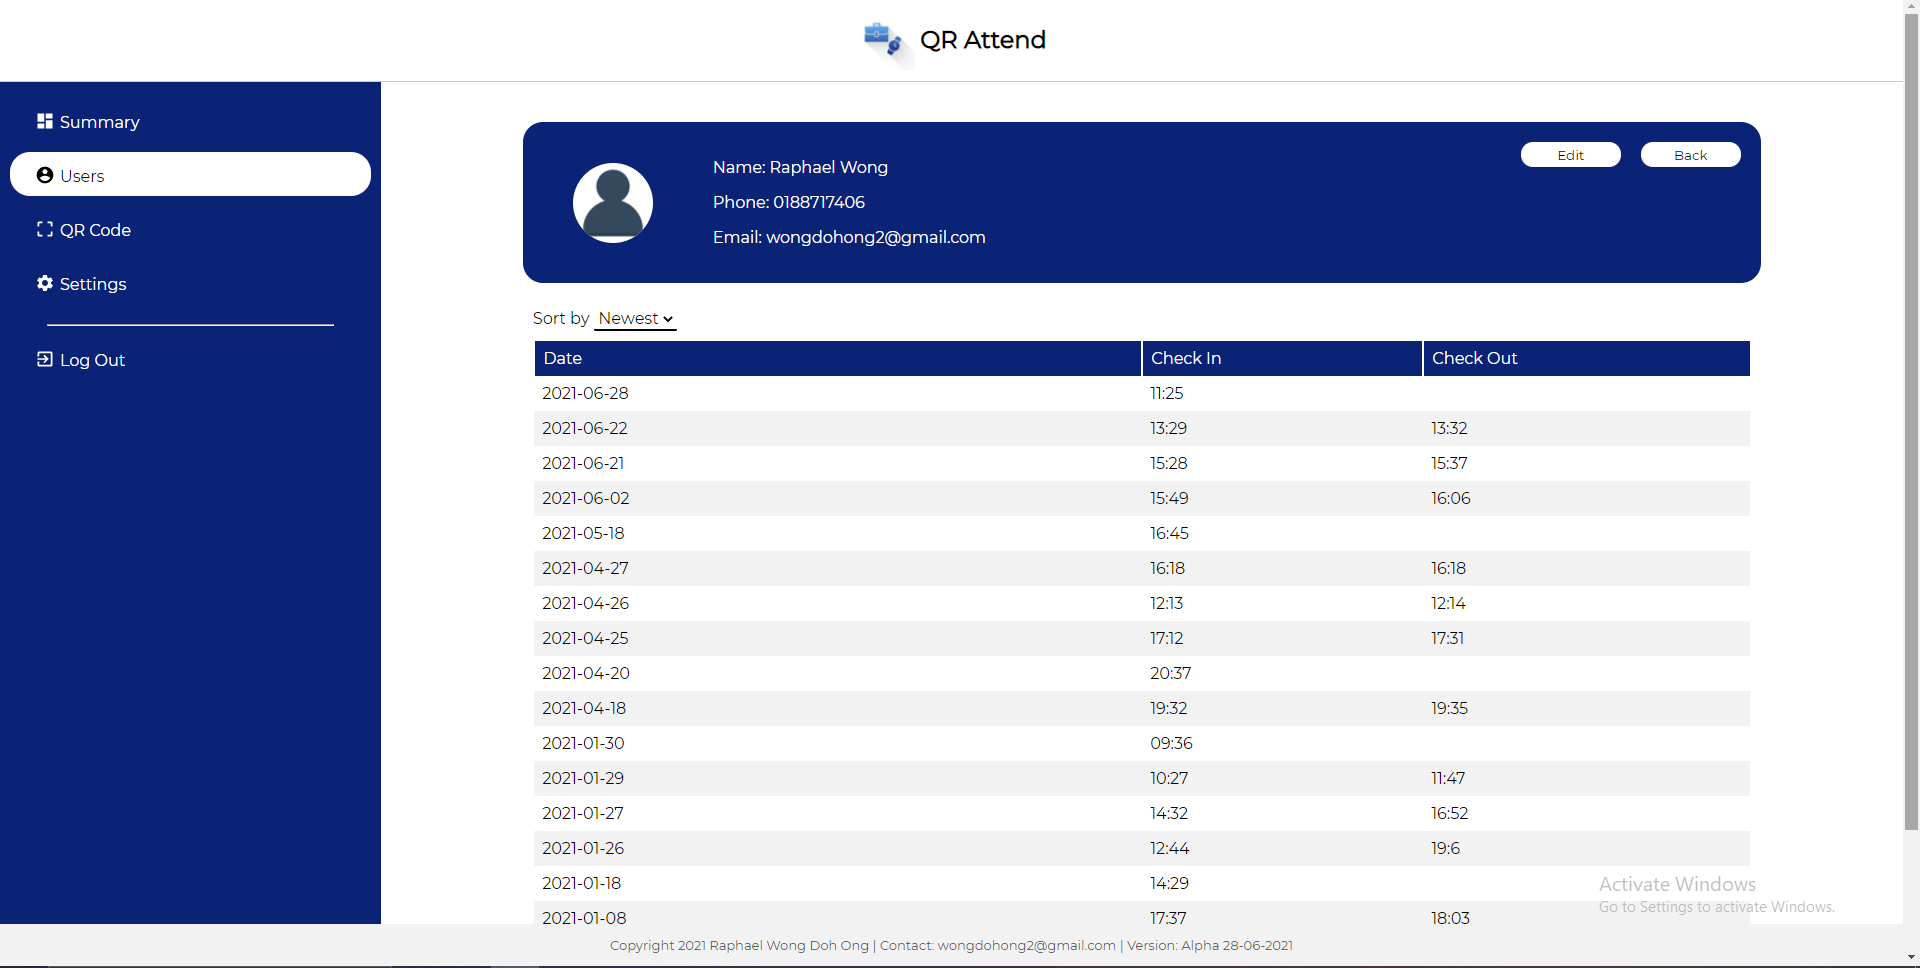 QR Attend
Summary
Users
QR Code
Settings
Log Out
Edit
Back
Name: Raphael Wong
Phone: 0188717406
Email: wongdohong2@gmail.com
Sort by Newest
Date Check In Check Out
2021-06-28 11:25
2021-06-22 13:29 13:32
2021-06-21 15:28 15:37
2021-06-02 15:49 16:06
2021-05-18 16:45
2021-04-27 16:18 16:18
2021-04-26 12:13 12:14
2021-04-25 17:12 17:31
2021-04-20 20:37
2021-04-18 19:32 19:35
2021-01-30 09:36
2021-01-29 10:27 11:47
2021-01-27 14:32 16:52
2021-01-26 12:44 19:6
2021-01-18 14:29
2021-01-08 17:37 18:03
Activate Windows
Go to Settings to activate Windows.
Copyright 2021 Raphael Wong Doh Ong | Contact: wongdohong2@gmail.com | Version: Alpha 28-06-2021